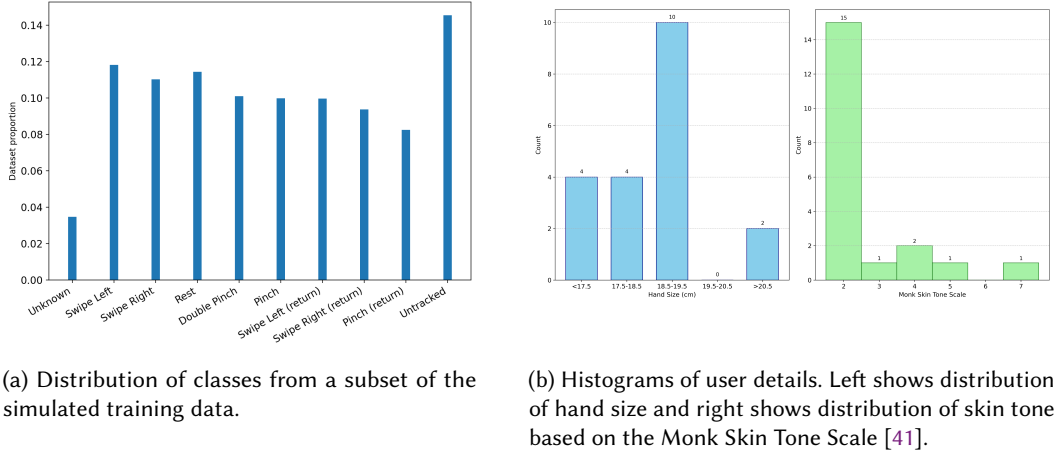 0.14
0.12
0.10
0.08
0.06
0.04
0.02
0.00
Dataset proportion
Unknown
Swipe Left
Swipe Right
Rest
Double Pinch
Pinch
Swipe Left (return)
Swipe Right (return)
Pinch (return)
Untracked
10
8
6
4
2
0
Count
4
4
10
0
2
<17.5
17.5-18.5
18.5-19.5
19.5-20.5
>20.5
Hand Size (cm)
14
12
10
8
6
4
2
0
Count
15
1
2
1
1
2
3
4
5
6
7
Monk Skin Tone Scale
(a) Distribution of classes from a subset of the
simulated training data.
(b) Histograms of user details. Left shows distribution
of hand size and right shows distribution of skin tone
based on the Monk Skin Tone Scale [41].